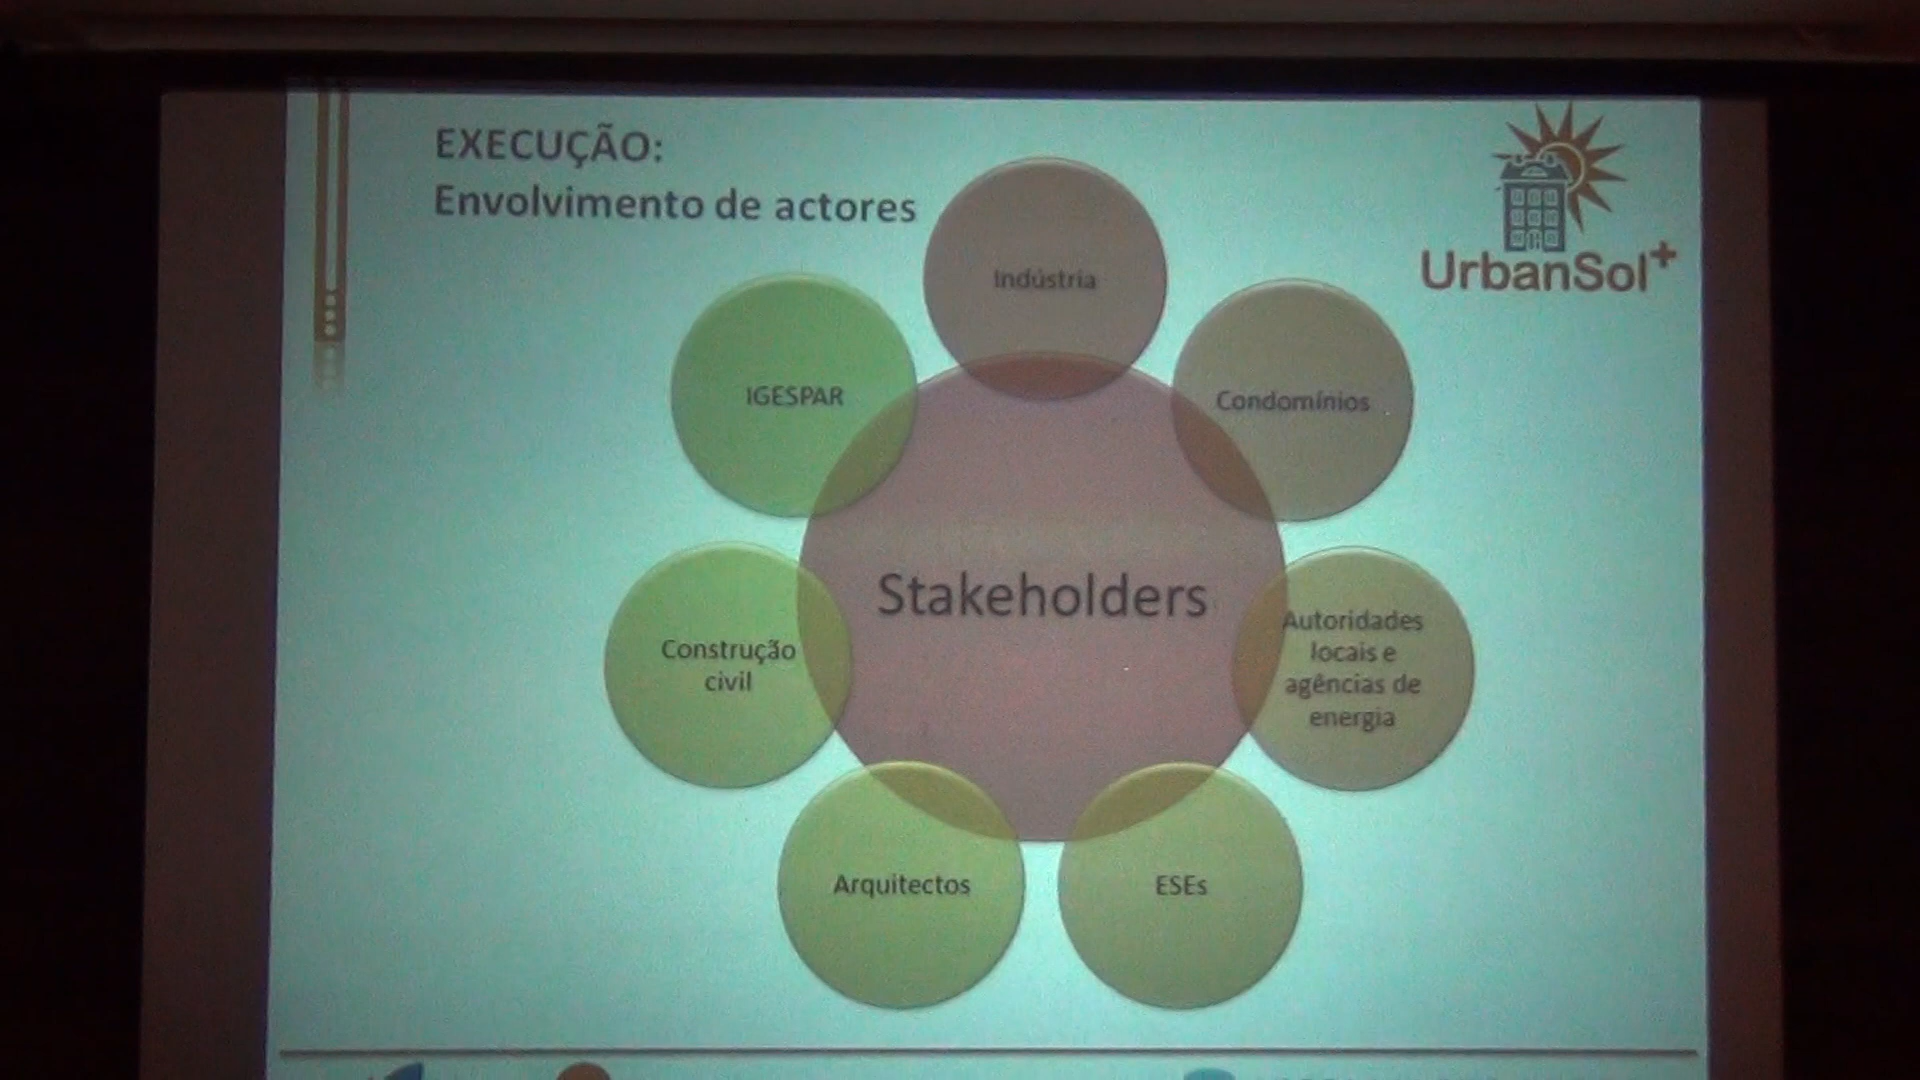 EXECUÇÃO:
Envolvimento de actores
UrbanSol+
Indústria
Condomínios
Autoridades
locais e
agências de
energia
ESEs
Arquitectos
Construção
civil
IGESPAR
Stakeholders